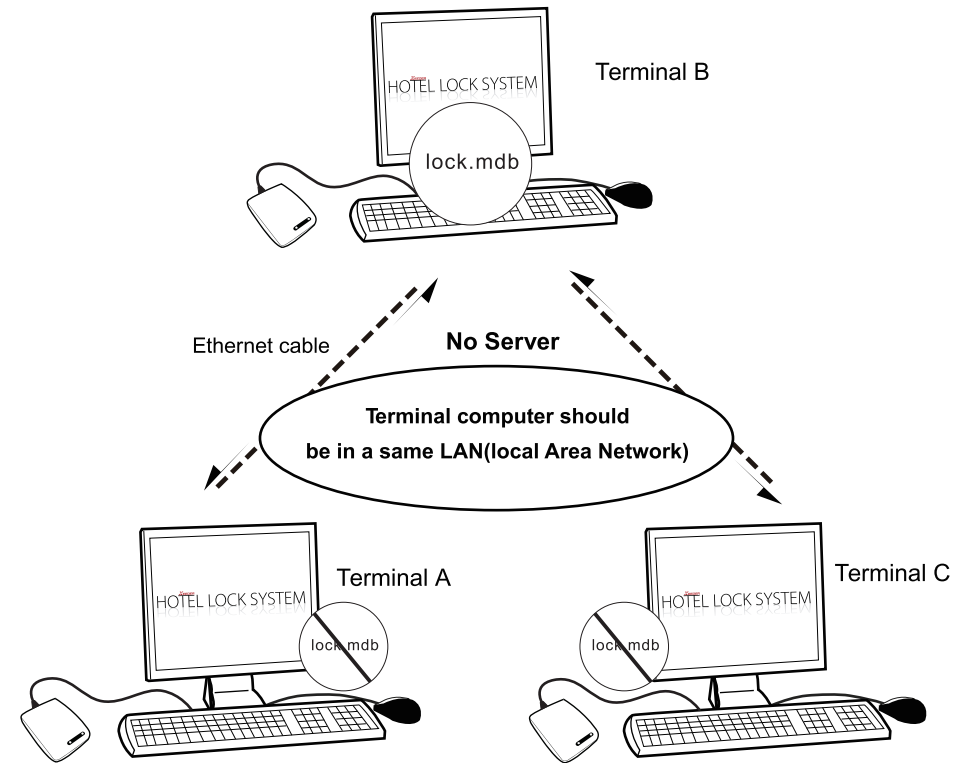 Terminal B
HOTEL LOCK SYSTEM
lock.mdb
Ethernet cable
No Server
Terminal computer should
be in a same LAN(local Area Network)
Terminal A
HOTEL LOCK SYSTEM
lock.mdb
Terminal C
HOTEL LOCK SYSTEM
lock.mdb